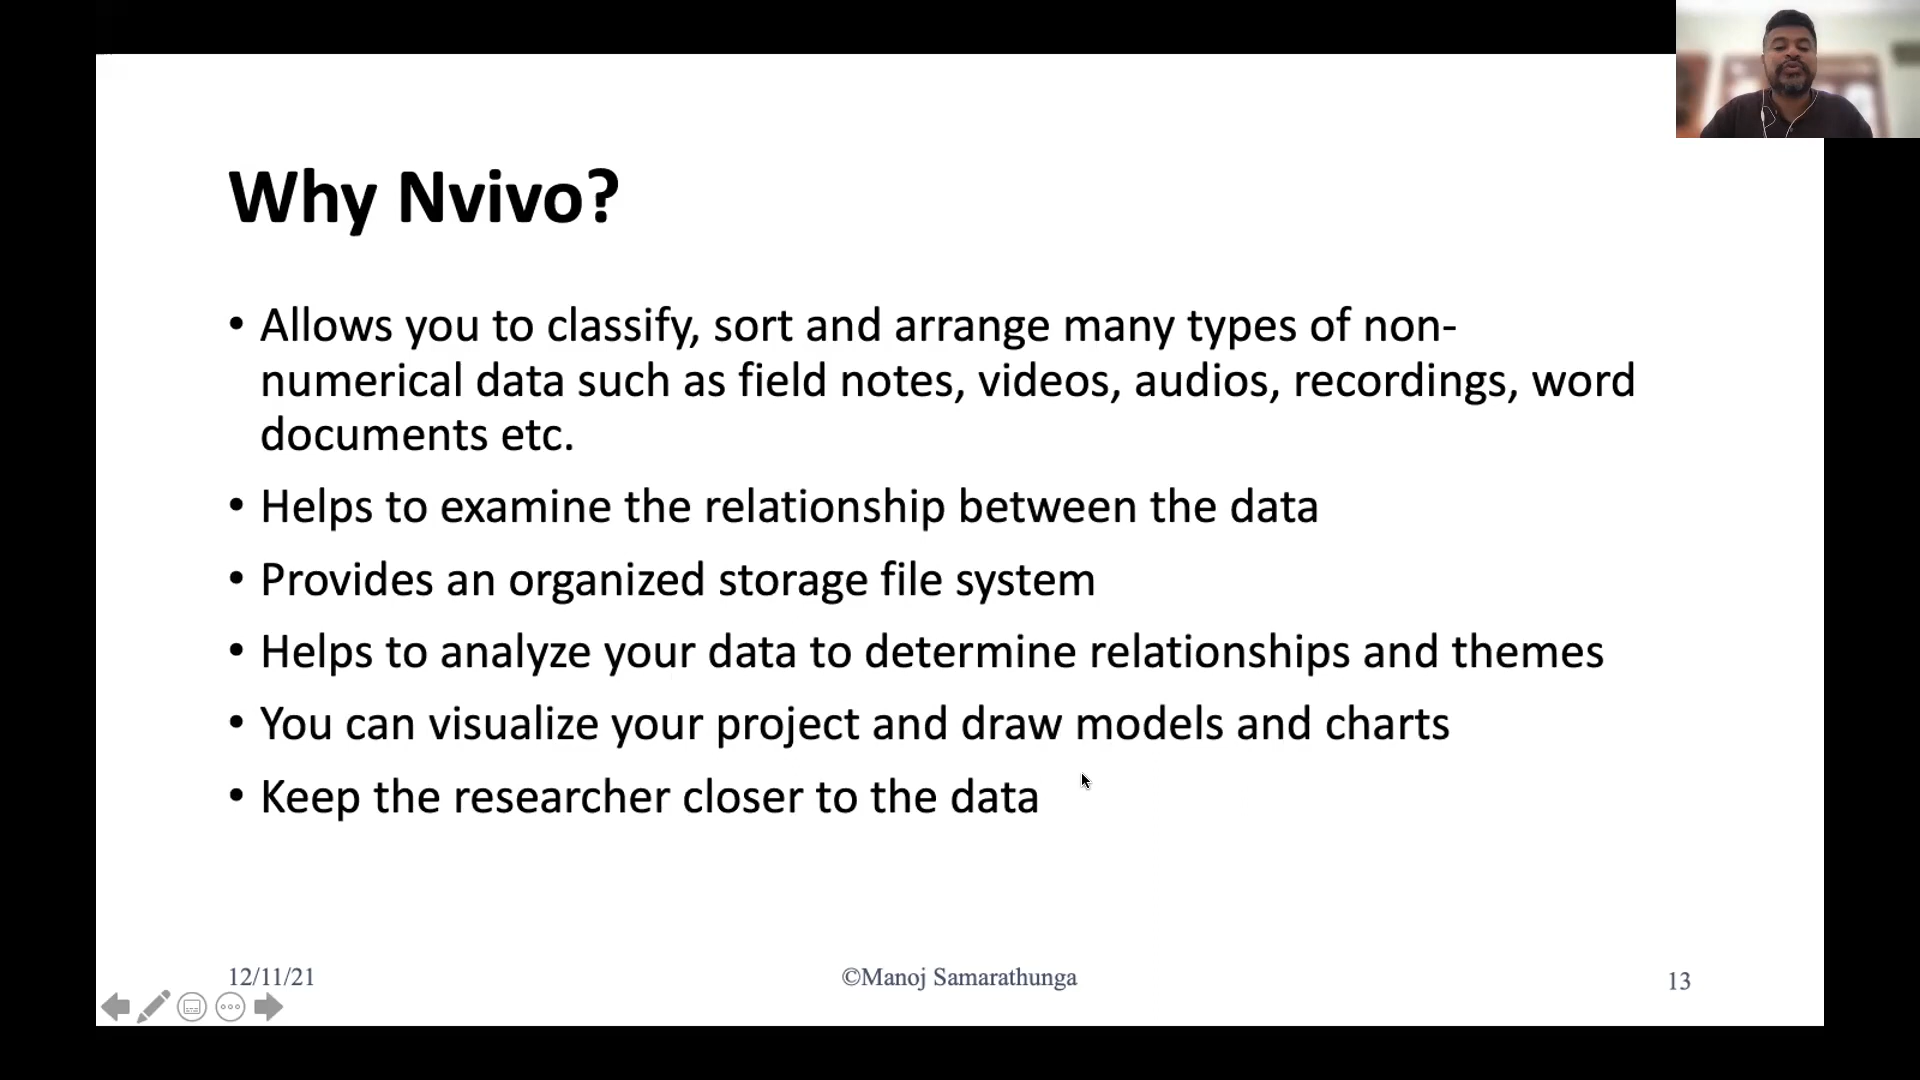 Why Nvivo?
• Allows you to classify, sort and arrange many types of non-
numerical data such as field notes, videos, audios, recordings, word
documents etc.
• Helps to examine the relationship between the data
• Provides an organized storage file system
• Helps to analyze your data to determine relationships and themes
• You can visualize your project and draw models and charts
• Keep the researcher closer to the data
12/11/21
©Manoj Samarathunga
13